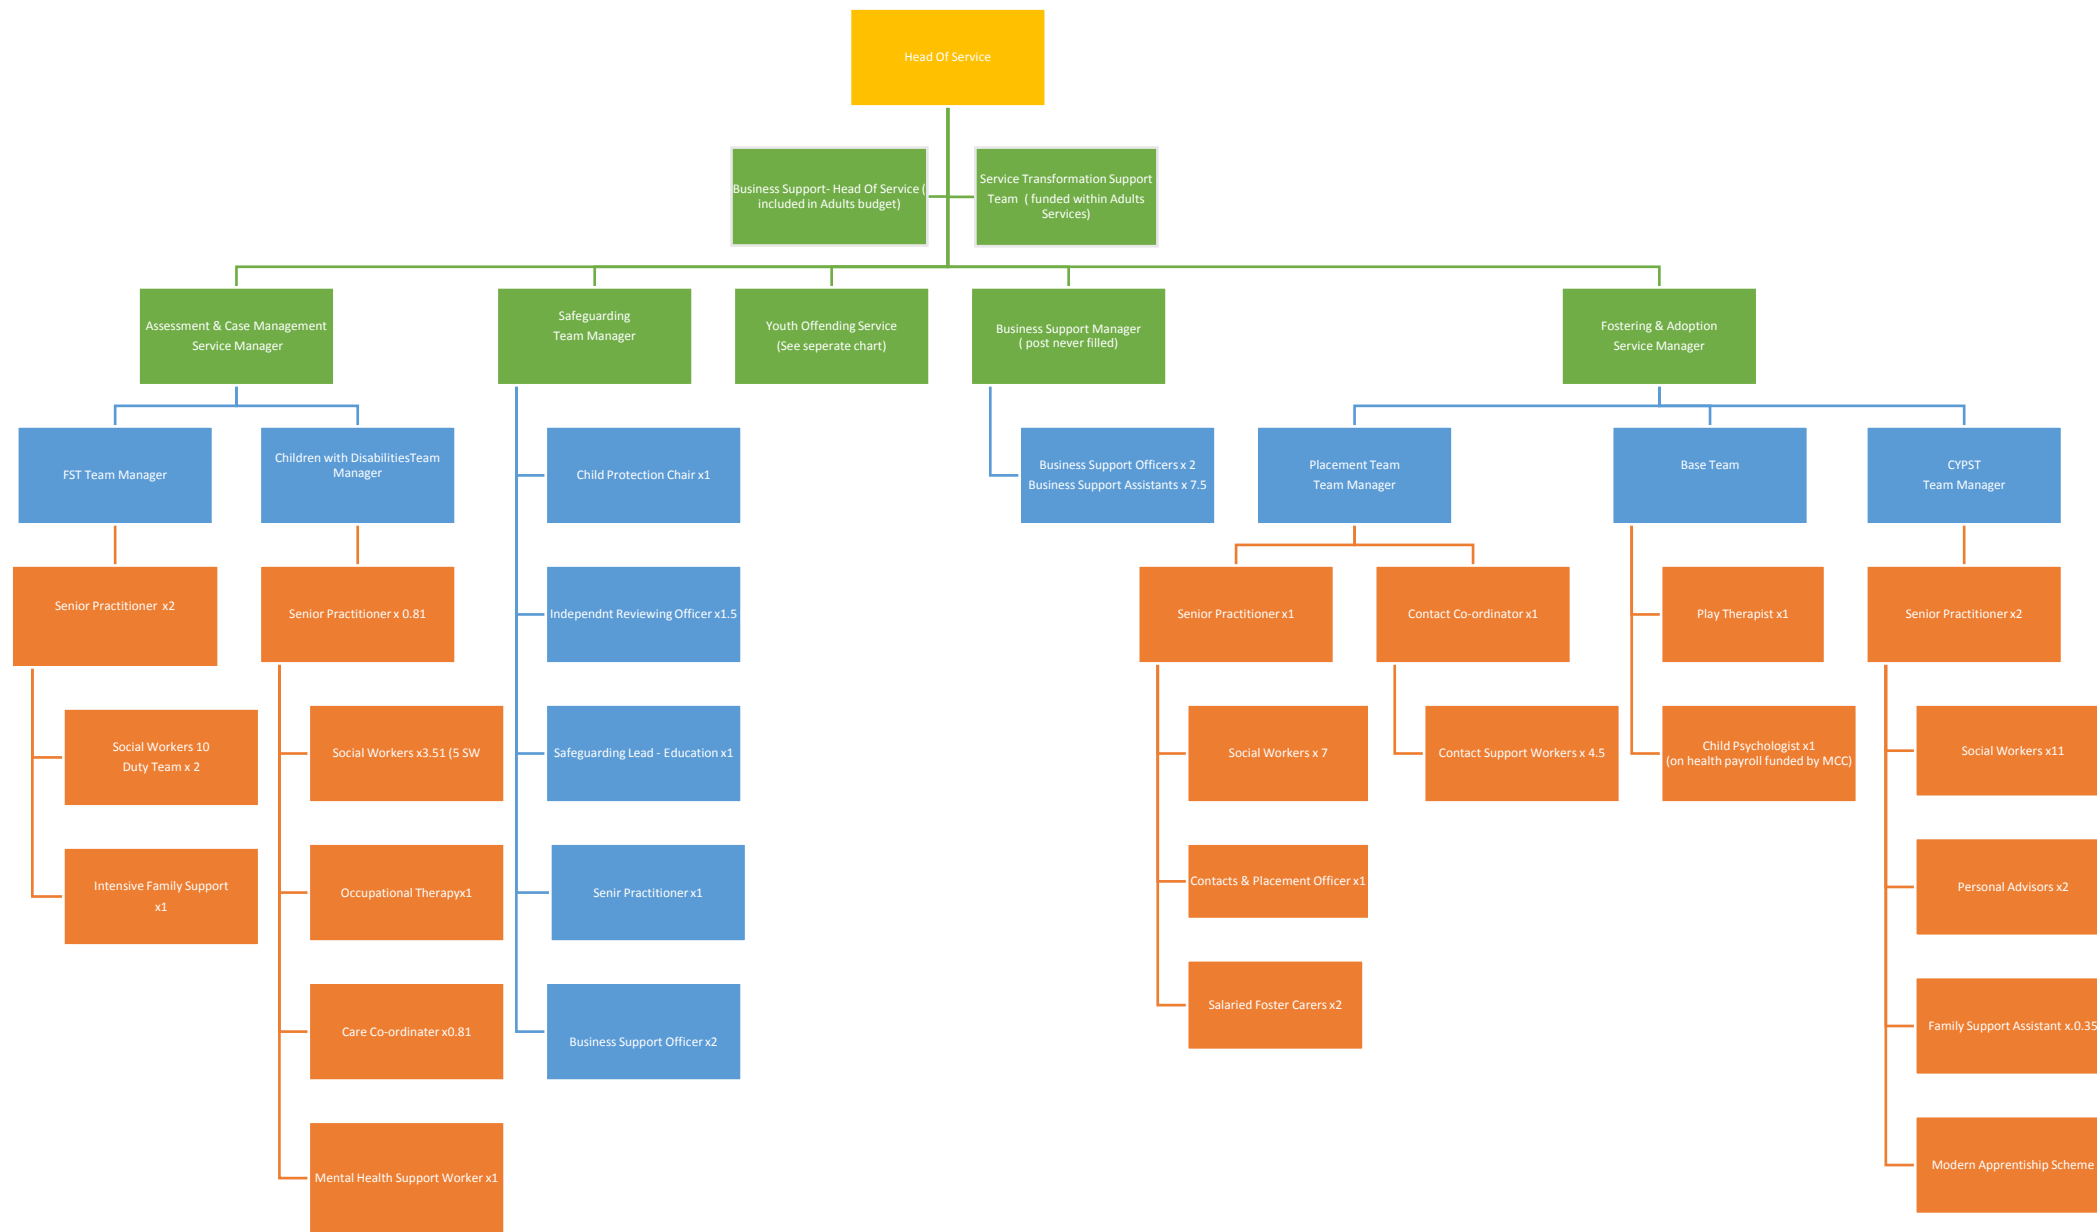 Head Of Service
Business Support- Head Of Service (
included in Adults budget)
Service Transformation Support
Team  ( funded within Adults
Services)
Assessment & Case Management
Service Manager
Safeguarding
Team Manager
Youth Offending Service
(See seperate chart)
Business Support Manager
( post never filled)
Fostering & Adoption
Service Manager
FST Team Manager
Children with DisabilitiesTeam
Manager
Child Protection Chair x1
Business Support Officers x 2
Business Support Assistants x 7.5
Placement Team
Team Manager
Base Team
CYPST
Team Manager
Senior Practitioner  x2
Senior Practitioner x 0.81
Independnt Reviewing Officer x1.5
Senior Practitioner x1
Contact Co-ordinator x1
Play Therapist x1
Senior Practitioner x2
Social Workers 10
Duty Team x 2
Social Workers x3.51 (5 SW
Safeguarding Lead - Education x1
Social Workers x 7
Contact Support Workers x 4.5
Child Psychologist x1
(on health payroll funded by MCC)
Social Workers x11
Intensive Family Support
x1
Occupational Therapyx1
Senir Practitioner x1
Contacts & Placement Officer x1
Personal Advisors x2
Care Co-ordinater x0.81
Business Support Officer x2
Salaried Foster Carers x2
Family Support Assistant x.0.35
Mental Health Support Worker x1
Modern Apprentiship Scheme